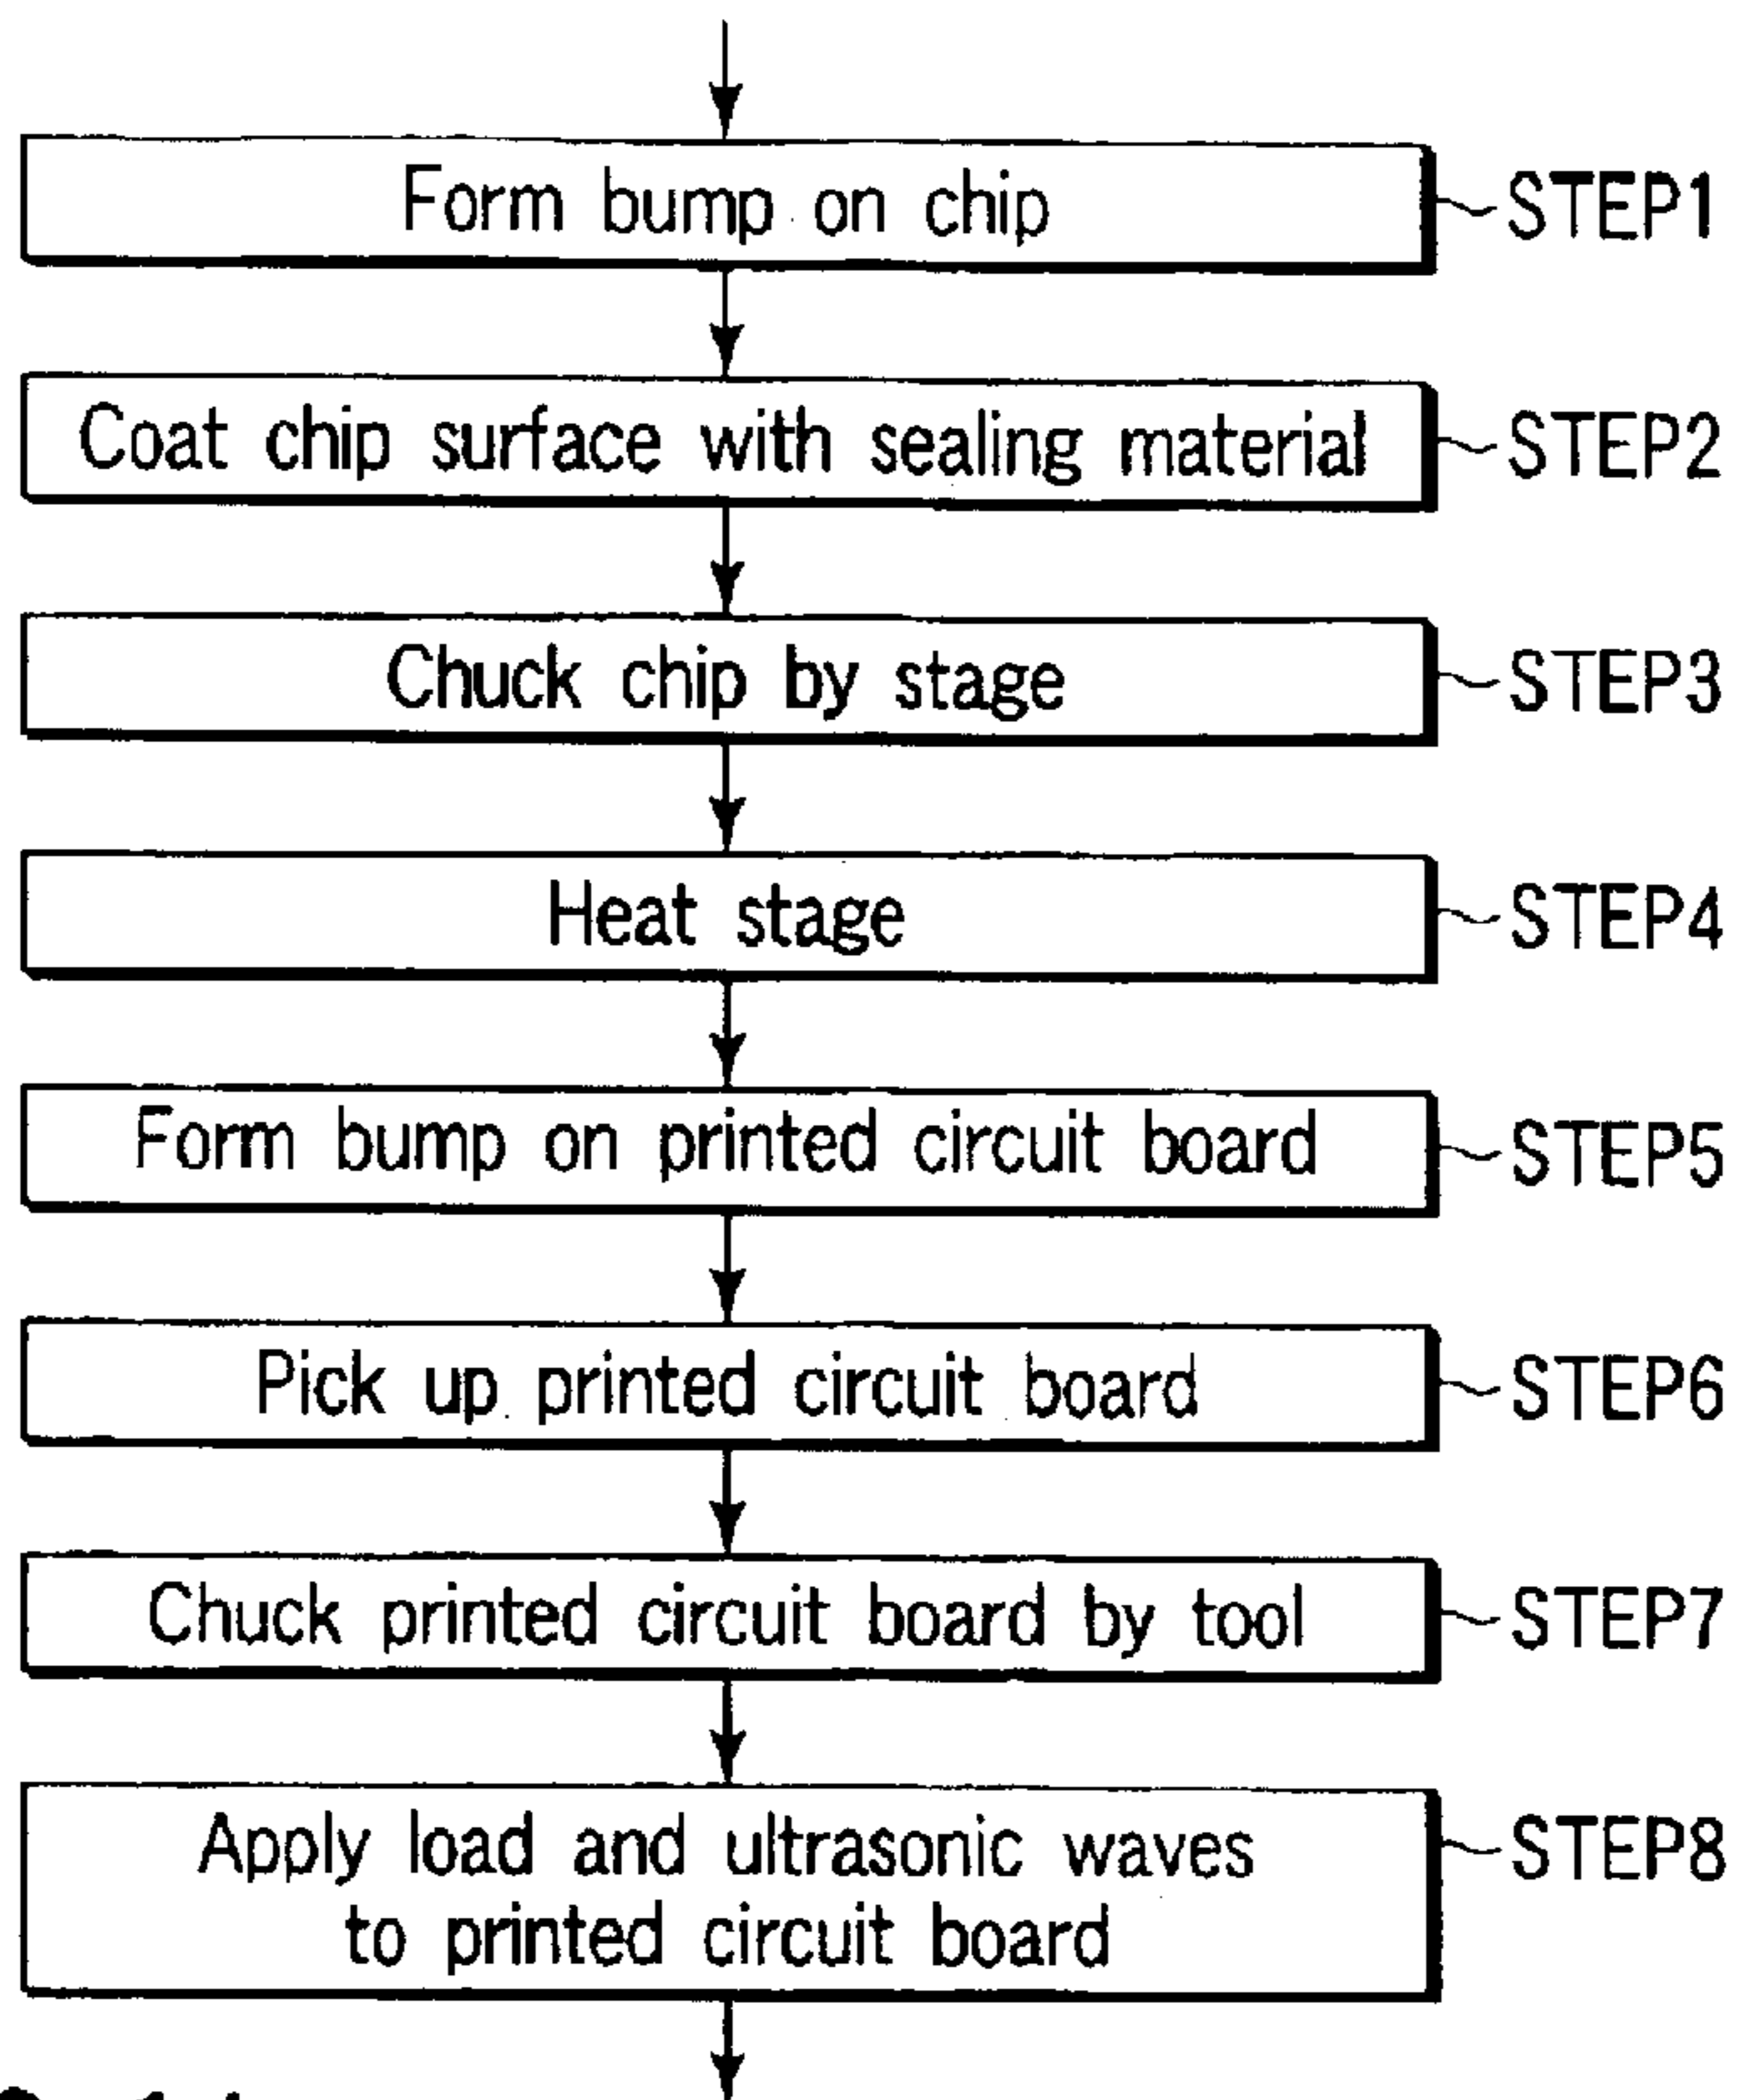 Form bump on chip
STEP1
Coat chip surface with sealing material
STEP2
Chuck chip by stage
STEP3
Heat stage
STEP4
Form bump on printed circuit board
STEP5
Pick up printed circuit board
STEP6
Chuck printed circuit board by tool
STEP7
Apply load and ultrasonic waves
to printed circuit board
STEP8